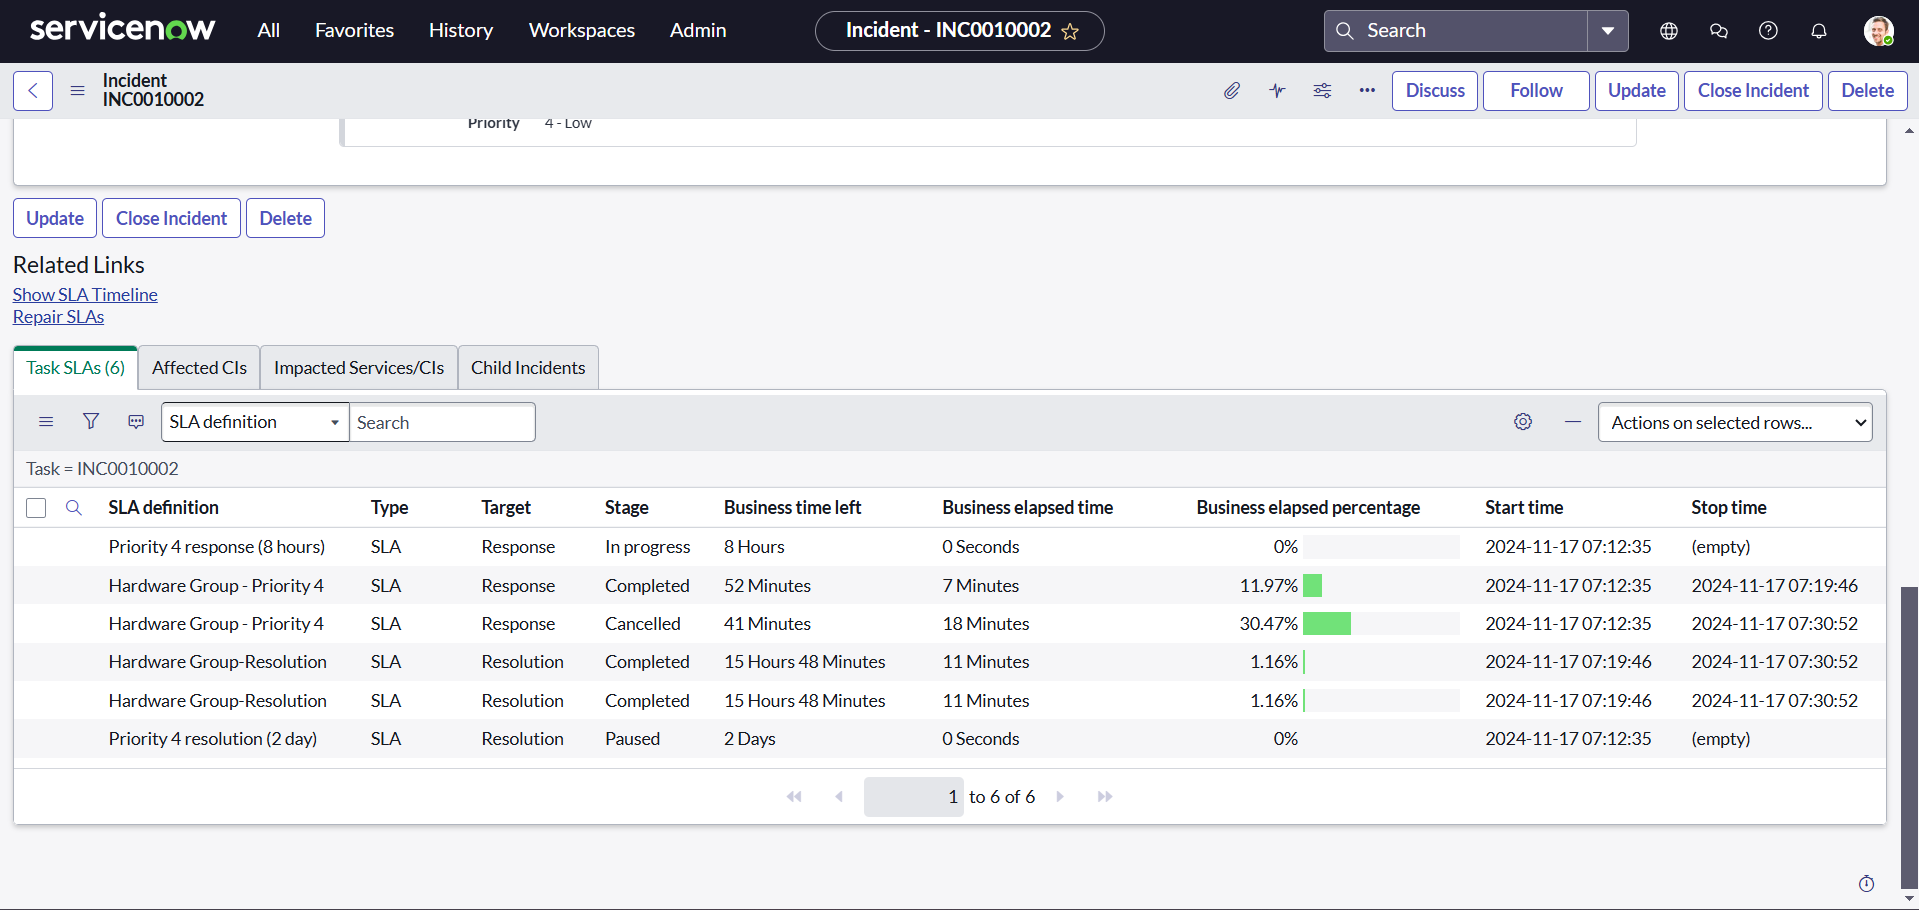 servicenow All Favorites History Workspaces Admin Incident - INC0010002 Search
Incident
INC0010002
Discuss Follow Update Close Incident Delete
Priority 4 - Low
Update Close Incident Delete
Related Links
Show SLA Timeline
Repair SLAs
Task SLAs (6) Affected CIs Impacted Services/CIs Child Incidents
SLA definition Search Actions on selected rows...
Task = INC0010002
SLA definition Type Target Stage Business time left Business elapsed time Business elapsed percentage Start time Stop time
Priority 4 response (8 hours) SLA Response In progress 8 Hours 0 Seconds 0% 2024-11-17 07:12:35 (empty)
Hardware Group - Priority 4 SLA Response Completed 52 Minutes 7 Minutes 11.97% 2024-11-17 07:12:35 2024-11-17 07:19:46
Hardware Group - Priority 4 SLA Response Cancelled 41 Minutes 18 Minutes 30.47% 2024-11-17 07:12:35 2024-11-17 07:30:52
Hardware Group-Resolution SLA Resolution Completed 15 Hours 48 Minutes 11 Minutes 1.16% 2024-11-17 07:19:46 2024-11-17 07:30:52
Hardware Group-Resolution SLA Resolution Completed 15 Hours 48 Minutes 11 Minutes 1.16% 2024-11-17 07:19:46 2024-11-17 07:30:52
Priority 4 resolution (2 day) SLA Resolution Paused 2 Days 0 Seconds 0% 2024-11-17 07:12:35 (empty)
1 to 6 of 6